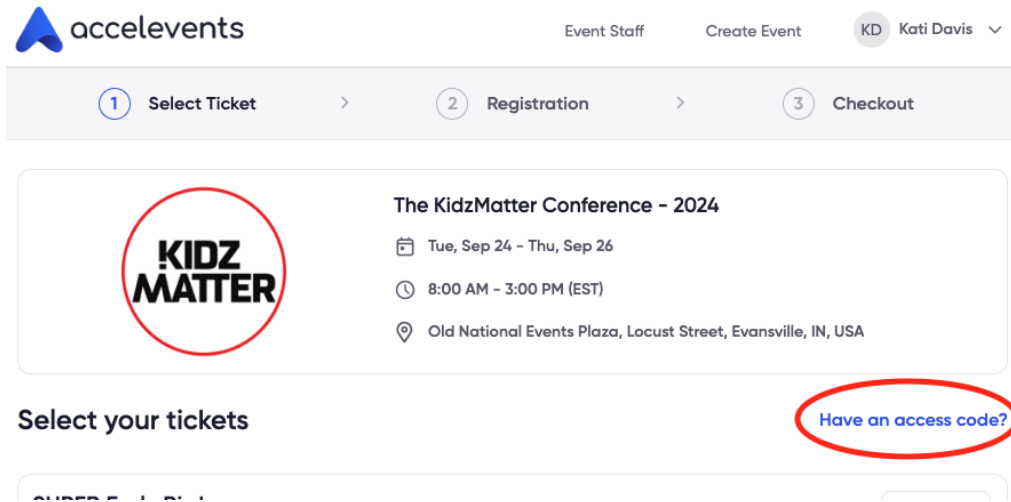 accelevents
Event Staff
Create Event
KD
Kati Davis
1 Select Ticket
2 Registration
3 Checkout
KIDZ
MATTER
The KidzMatter Conference - 2024
Tue, Sep 24 - Thu, Sep 26
8:00 AM - 3:00 PM (EST)
Old National Events Plaza, Locust Street, Evansville, IN, USA
Select your tickets
Have an access code?